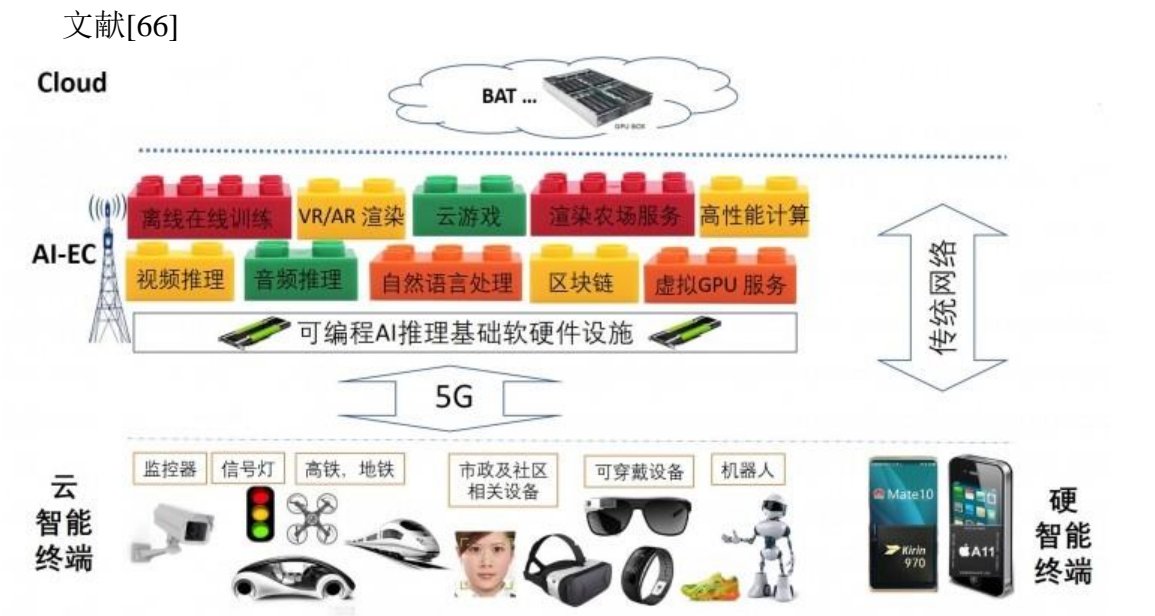 文献[66]
Cloud
BAT ...
GPU BOX
AI-EC
离线在线训练
VR/AR 渲染
云游戏
渲染农场服务
高性能计算
视频推理
音频推理
自然语言处理
区块链
虚拟GPU 服务
可编程AI推理基础软硬件设施
传统网络
5G
云
智能
终端
监控器
信号灯
高铁、地铁
市政及社区
相关设备
可穿戴设备
机器人
Mate10
Kirin
970
A11
硬
智能
终端